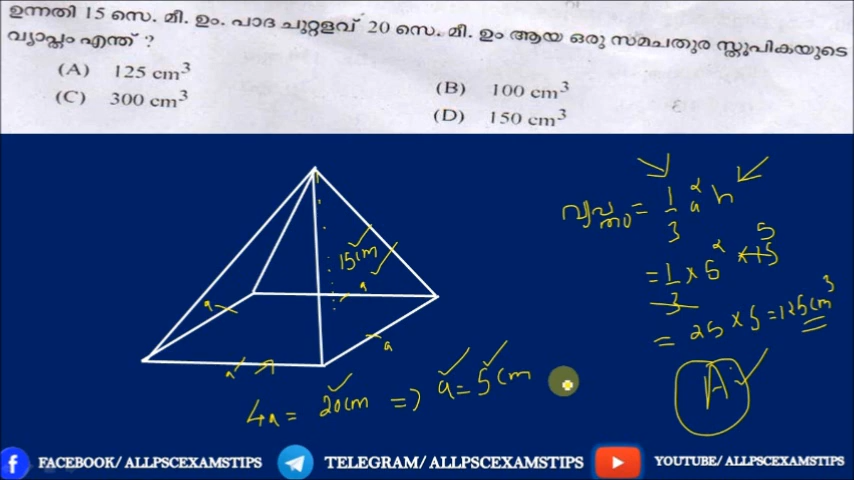 ഉന്നതി 15 സെ. മീ. ഉം. പാദ ചുറ്റളവ് 20 സെ. മീ. ഉം ആയ ഒരു സമചതുര സ്തൂപികയുടെ
വ്യാപ്തം എന്ത് ?
(A) 125 cm³
(B) 100 cm³
(C) 300 cm³
(D) 150 cm³
15cm
a
a
a
a
4a = 20cm => a = 5cm
വ്യാപ്തം = 1/3 a² h
= 1/3 × 5² × 15 5
= 25 × 5 = 125cm³
A
FACEBOOK/ ALLPSCEXAMSTIPS
TELEGRAM/ ALLPSCEXAMSTIPS
YOUTUBE/ ALLPSCEXAMSTIPS